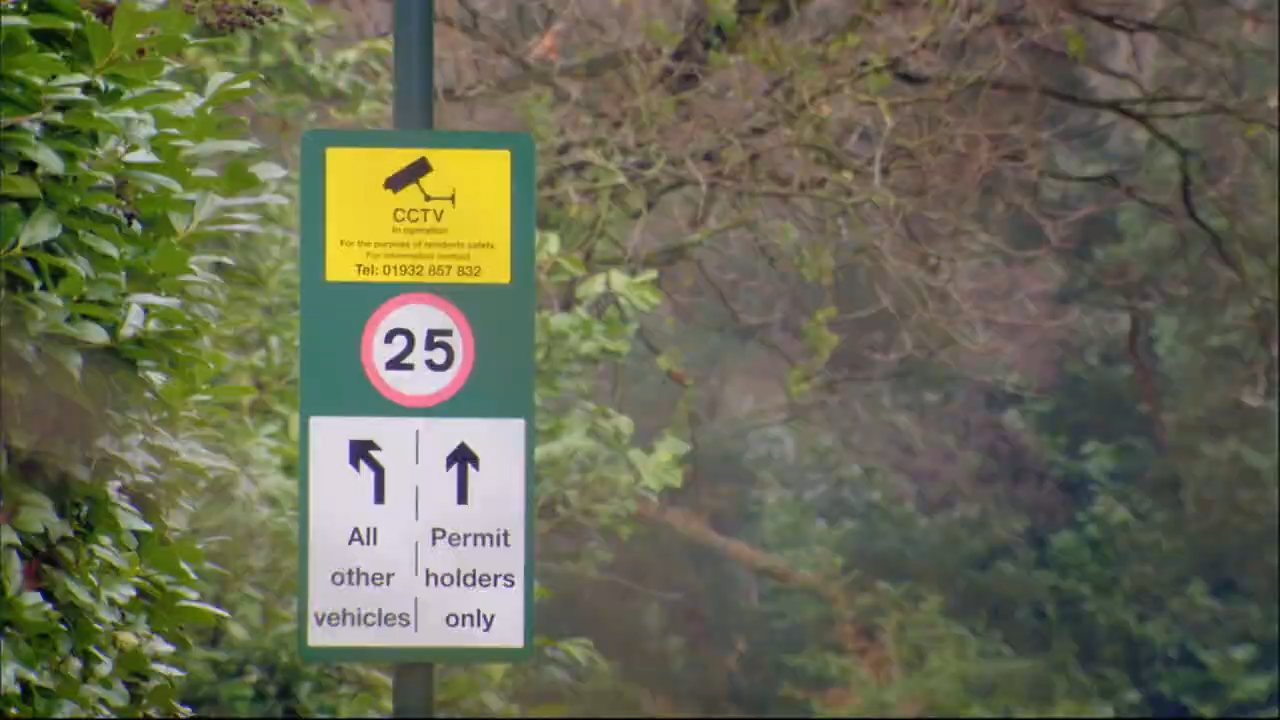 CCTV
In operation
For the purpose of residents safety
For information contact
Tel: 01932 857 832
25
All other vehicles
Permit holders only